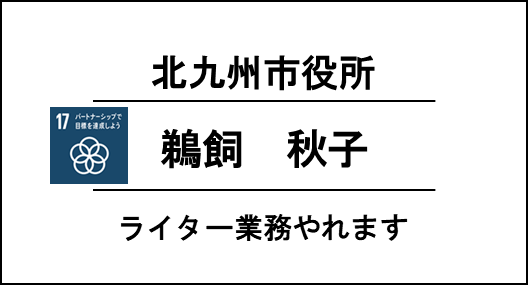 北九州市役所
17 パートナーシップで
目標を達成しよう
鵜飼　秋子
ライター業務やれます